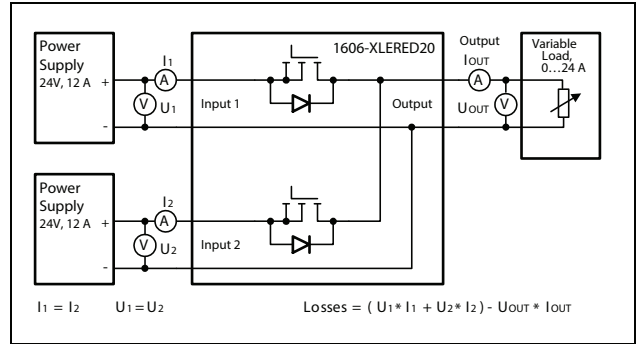 Power
Supply
24V, 12 A
+
-
I1
A
V
U1
Input 1
1606-XLERED20
Output
Output
IOUT
A
UOUT
V
Variable
Load,
0...24 A
Power
Supply
24V, 12 A
+
-
I2
A
V
U2
Input 2
I1 = I2 U1=U2 Losses = ( U1* I1 + U2* I2 ) - UOUT * IOUT